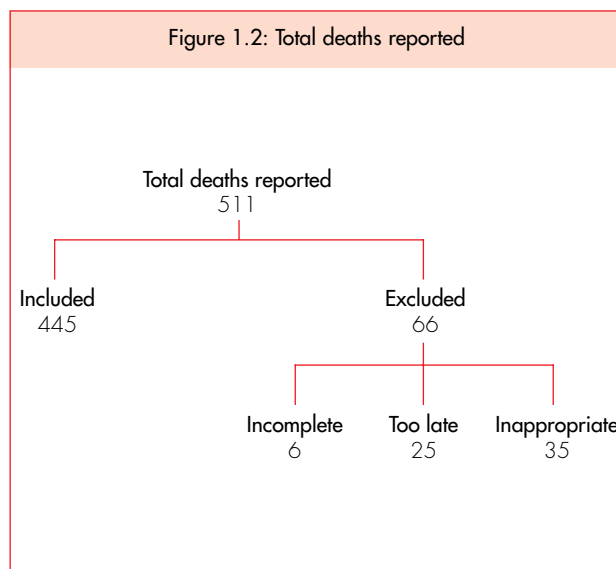 Figure 1.2: Total deaths reported
Total deaths reported
511
Included
445
Excluded
66
Incomplete
6
Too late
25
Inappropriate
35